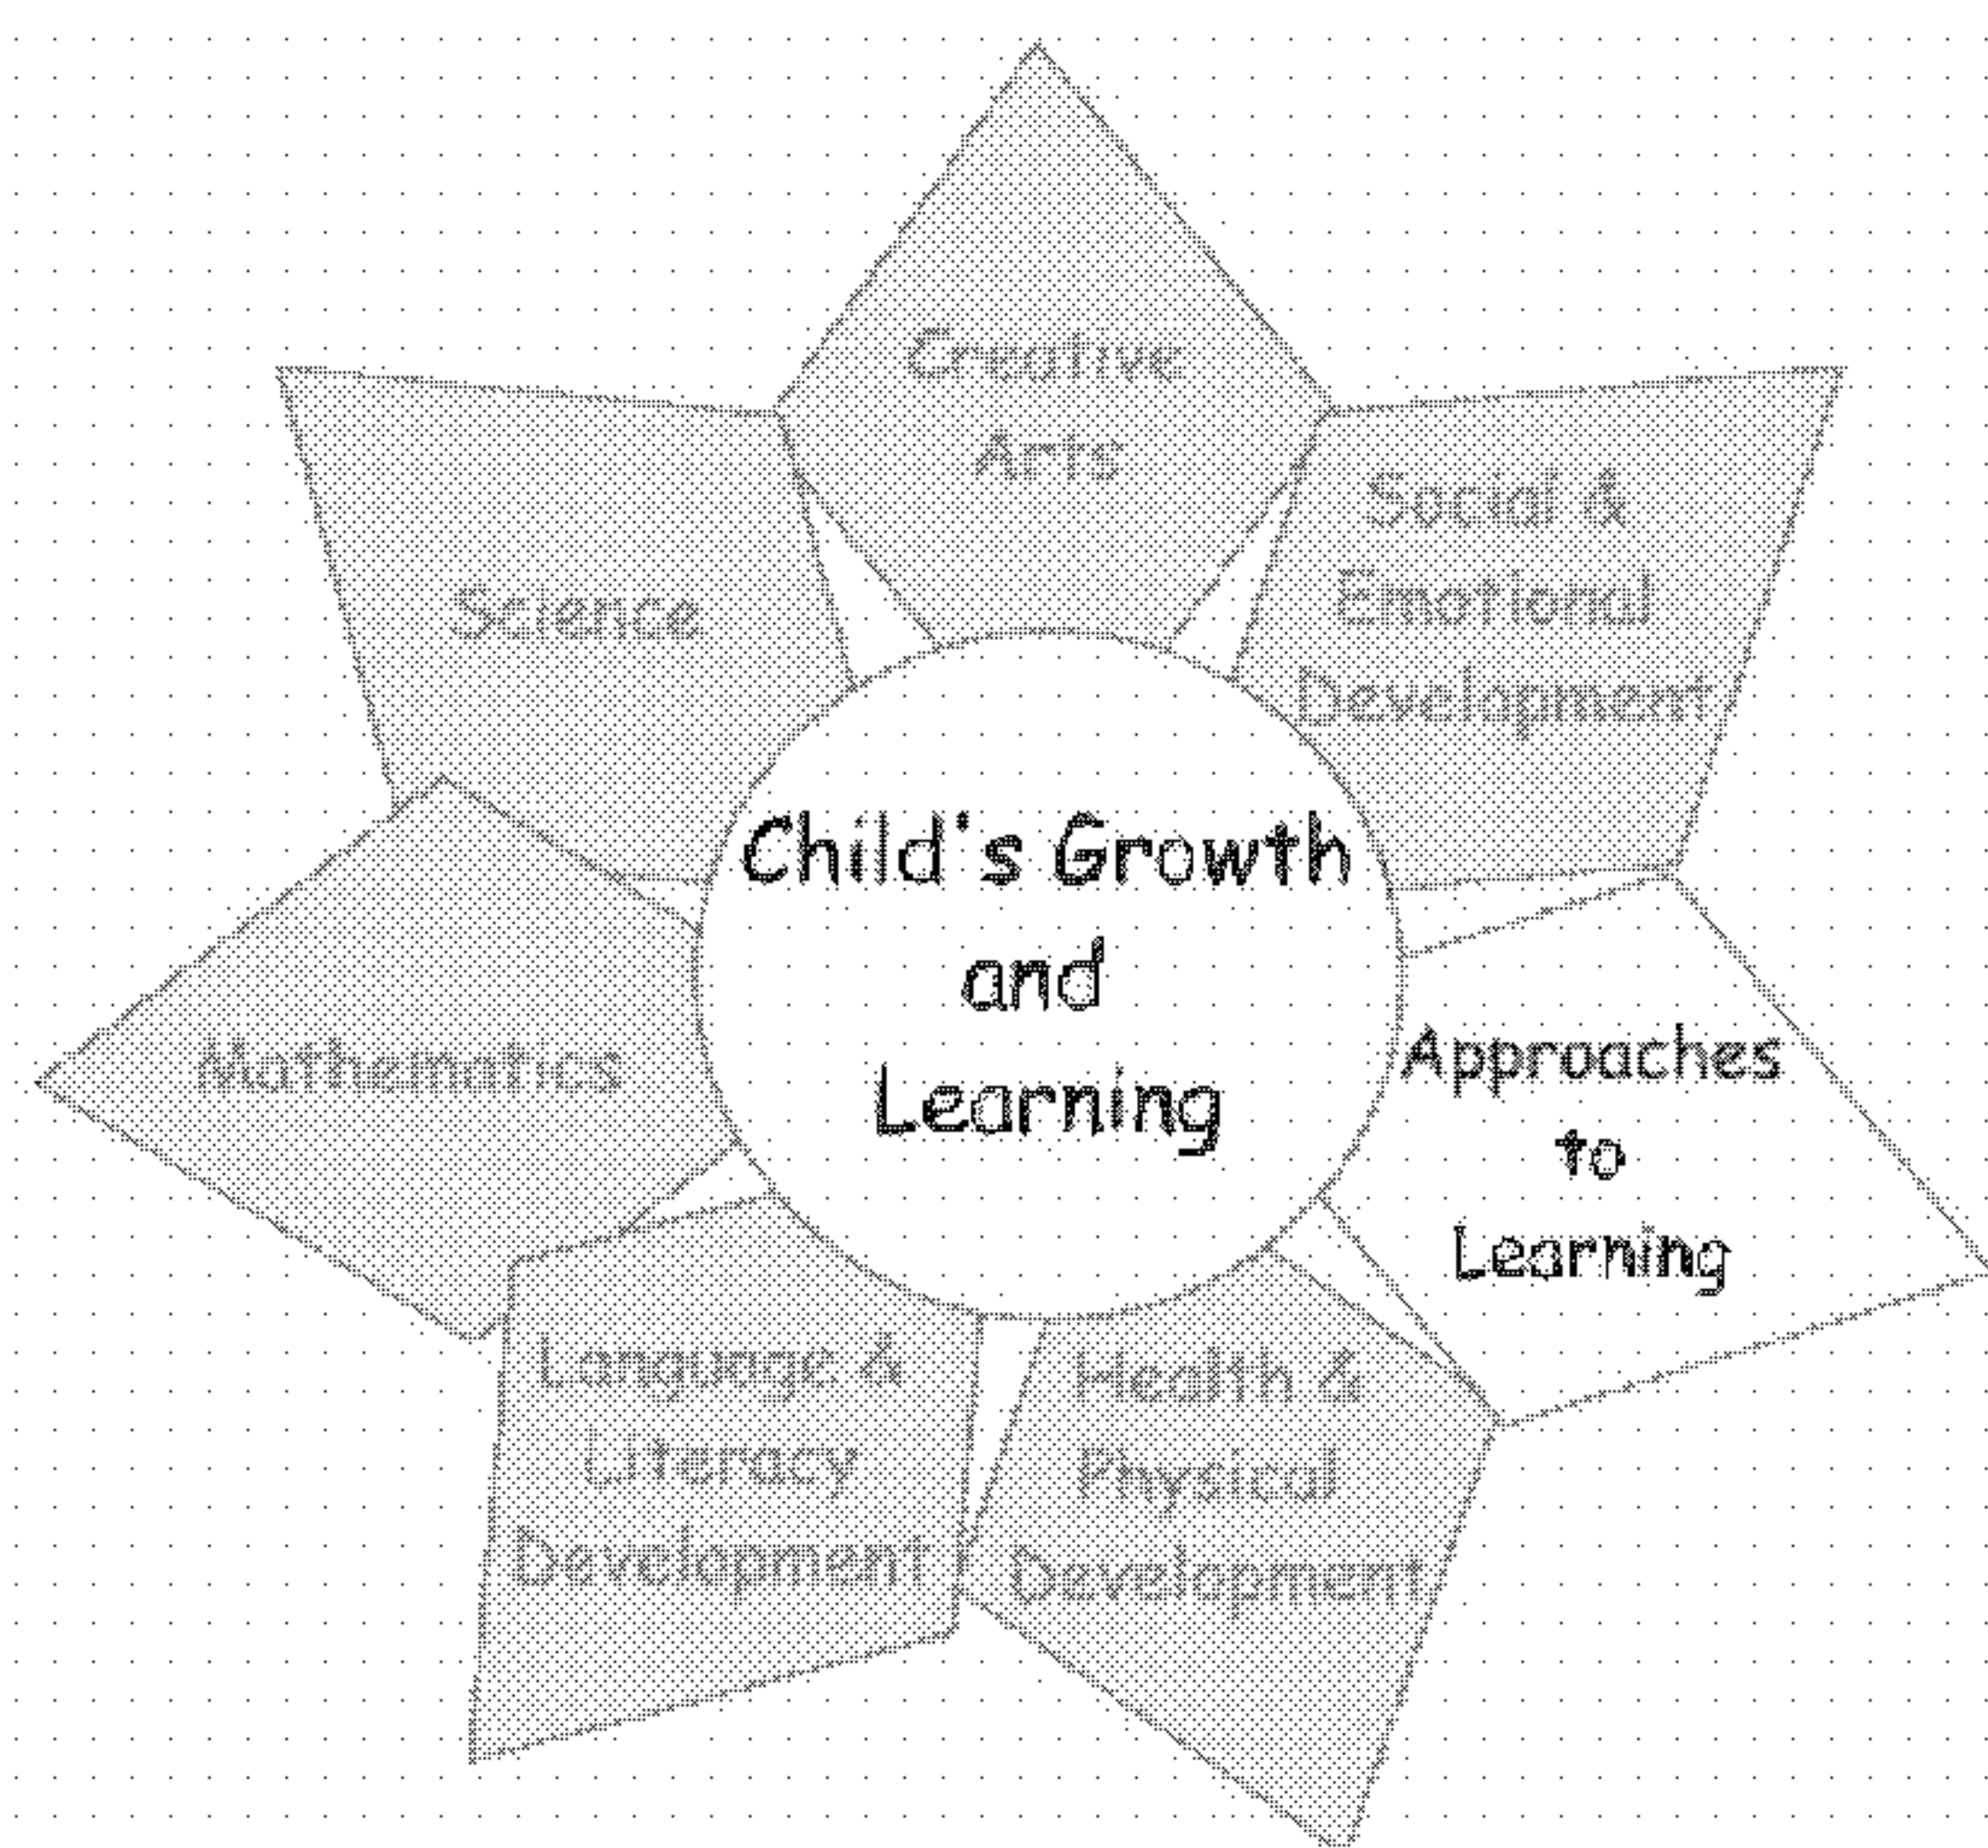 Creative
Arts
Social &
Emotional
Development
Science
Child's Growth
and
Learning
Approaches
to
Learning
Mathematics
Language &
Literacy
Development
Health &
Physical
Development